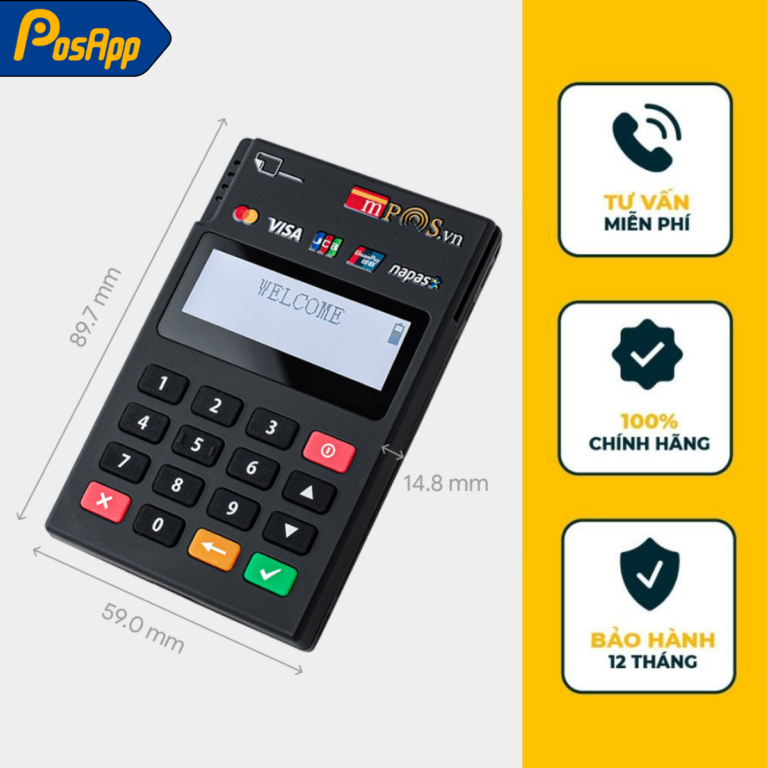 PosApp
mPOS.vn
VISA
JCB
UnionPay
napas
WELCOME
89.7 mm
1 2 3
4 5 6
7 8 9
0
14.8 mm
59.0 mm
TƯ VẤN
MIỄN PHÍ
100%
CHÍNH HÃNG
BẢO HÀNH
12 THÁNG